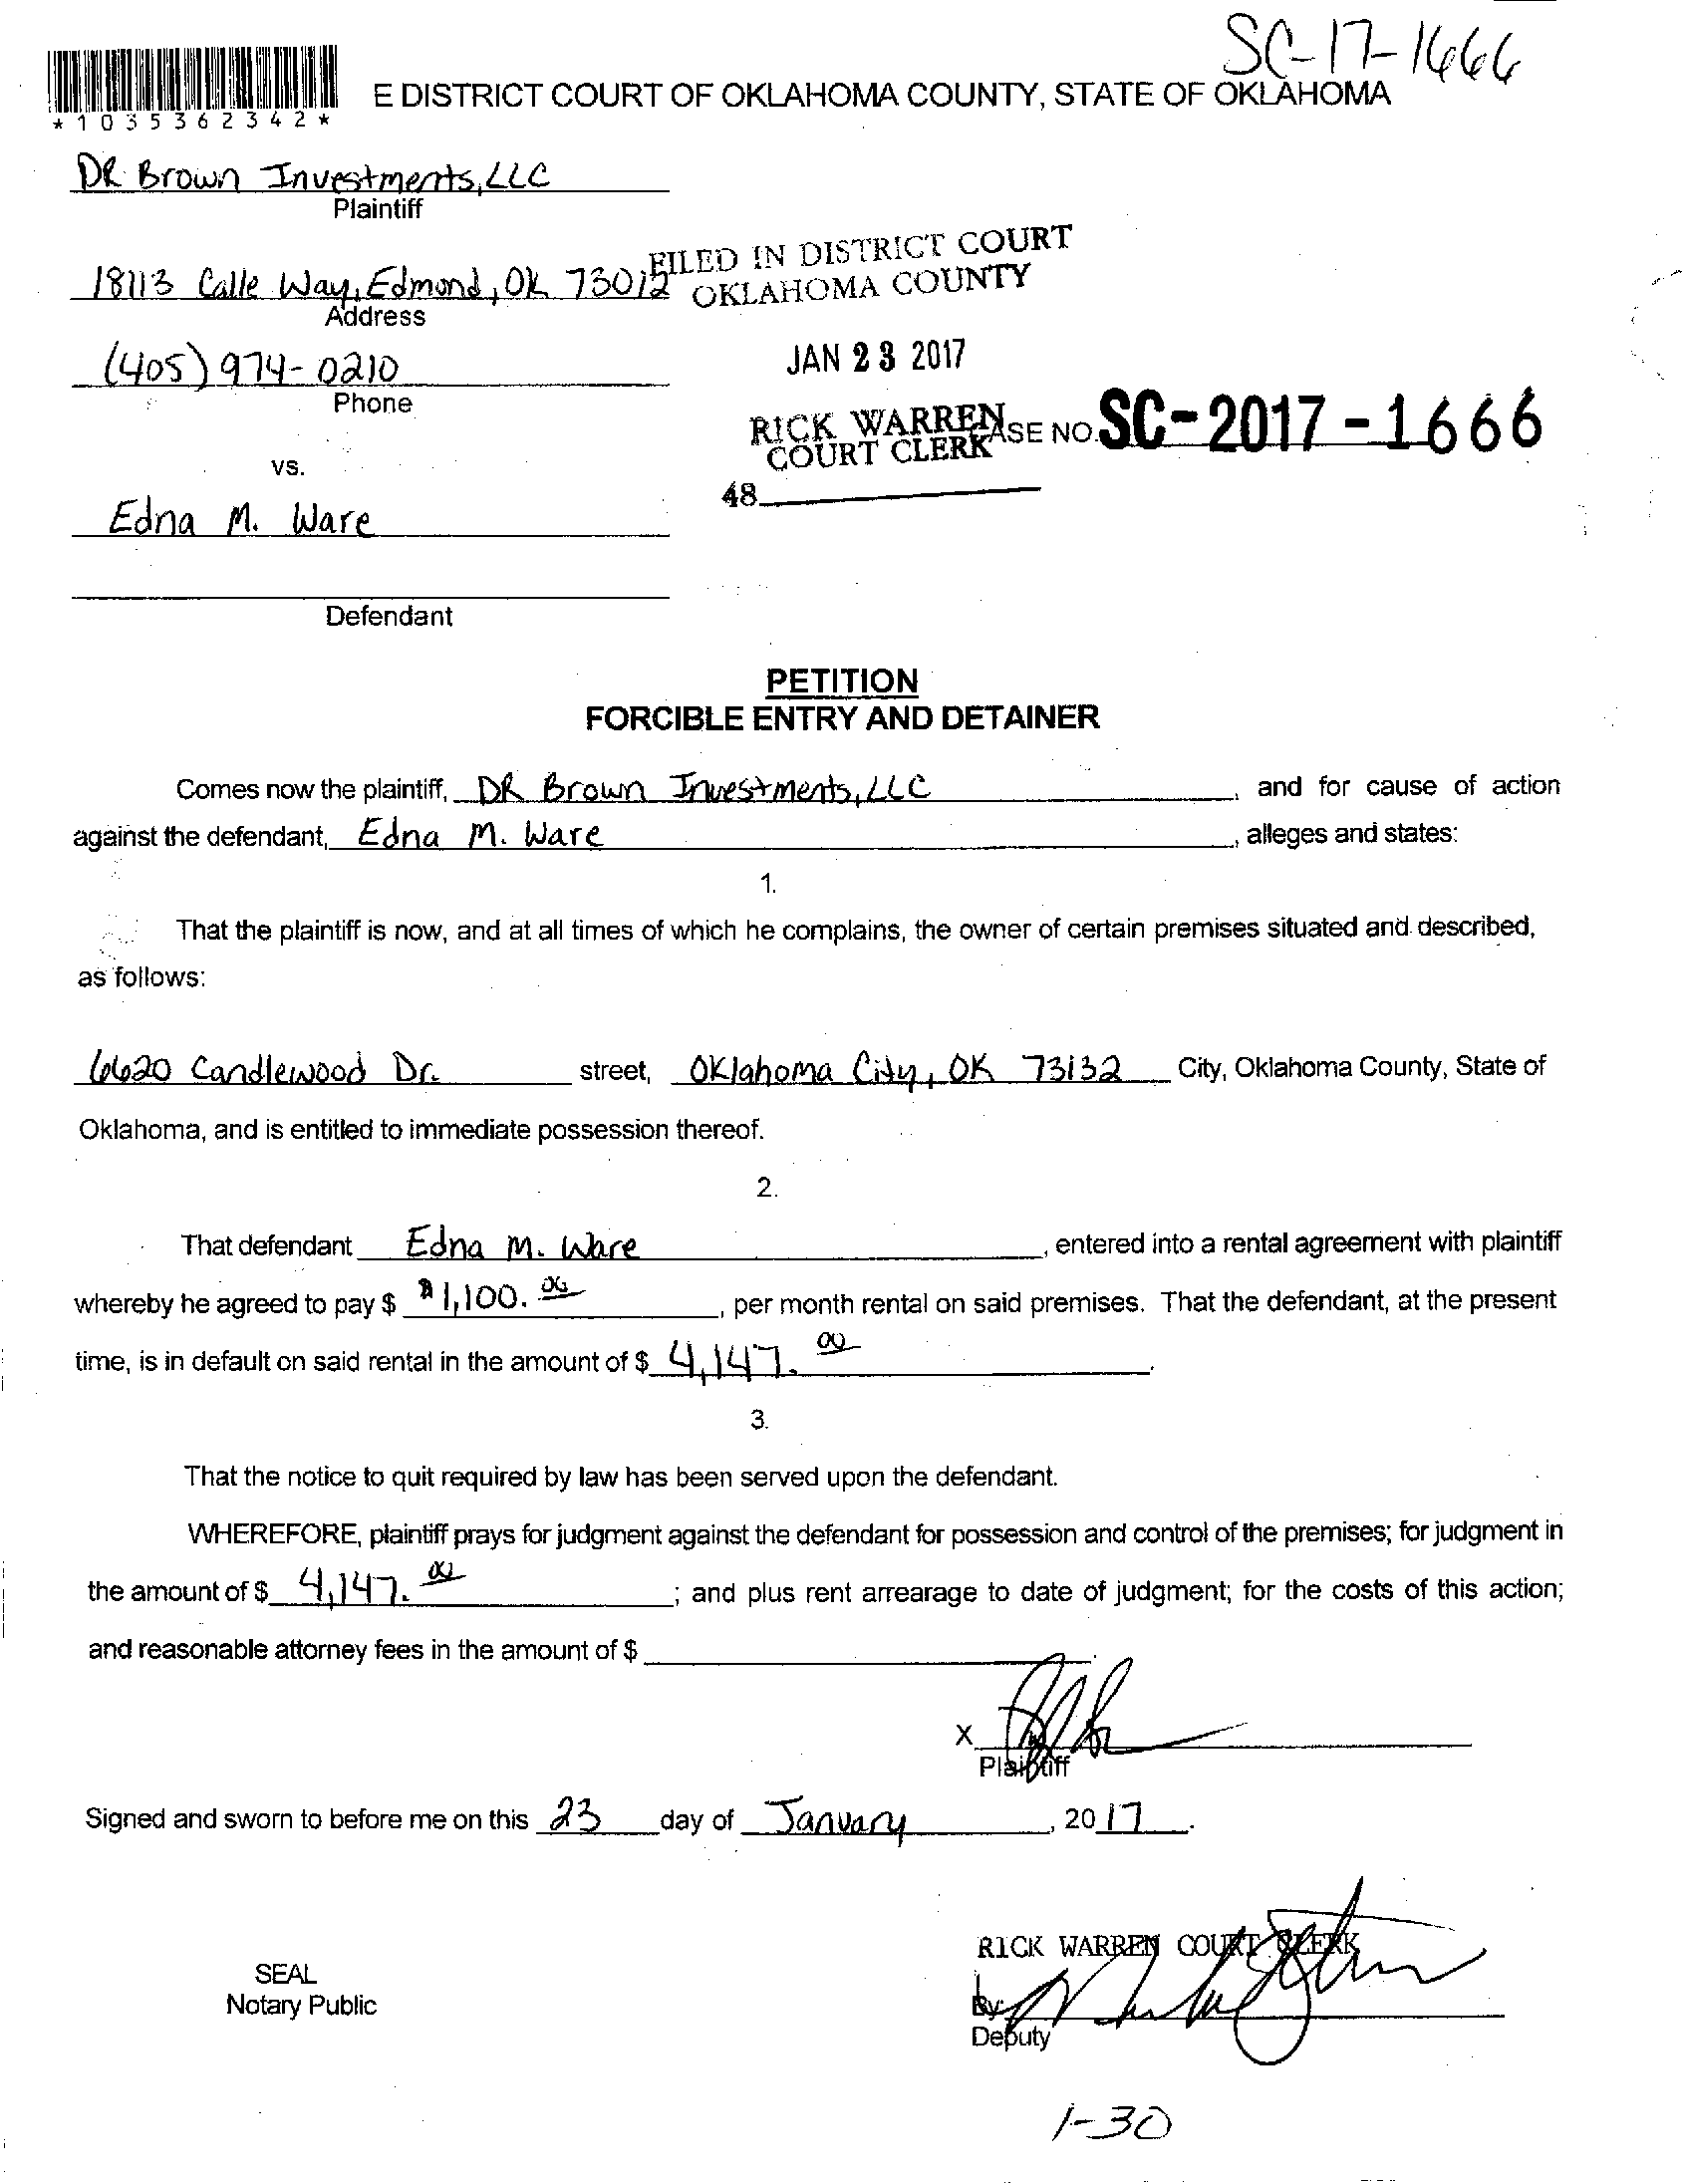 SC-17-1666
E DISTRICT COURT OF OKLAHOMA COUNTY, STATE OF OKLAHOMA
*1035362342*
DR Brown Investments, LLC
Plaintiff
18113 Calle Way, Edmond, OK 73012
Address
FILED IN DISTRICT COURT
OKLAHOMA COUNTY
(405) 974-0210
Phone
JAN 23 2017
RICK WARREN
COURT CLERK
ASE NO. SC-2017-1666
48
vs.
Edna M. Ware
Defendant
PETITION
FORCIBLE ENTRY AND DETAINER
Comes now the plaintiff, DR Brown Investments, LLC, and for cause of action
against the defendant, Edna M. Ware, alleges and states:
1.
That the plaintiff is now, and at all times of which he complains, the owner of certain premises situated and described,
as follows:
6620 Candlewood Dr. street, Oklahoma City, OK 73132 City, Oklahoma County, State of
Oklahoma, and is entitled to immediate possession thereof.
2.
That defendant Edna M. Ware, entered into a rental agreement with plaintiff
whereby he agreed to pay $ $1,100.00, per month rental on said premises. That the defendant, at the present
time, is in default on said rental in the amount of $ 4,147.00.
3.
That the notice to quit required by law has been served upon the defendant.
WHEREFORE, plaintiff prays for judgment against the defendant for possession and control of the premises; for judgment in
the amount of $ 4,147.00; and plus rent arrearage to date of judgment; for the costs of this action;
and reasonable attorney fees in the amount of $.
X
Plaintiff
Signed and sworn to before me on this 23 day of January, 2017.
RICK WARREN COURT CLERK
SEAL
Notary Public
By:
Deputy
1-30